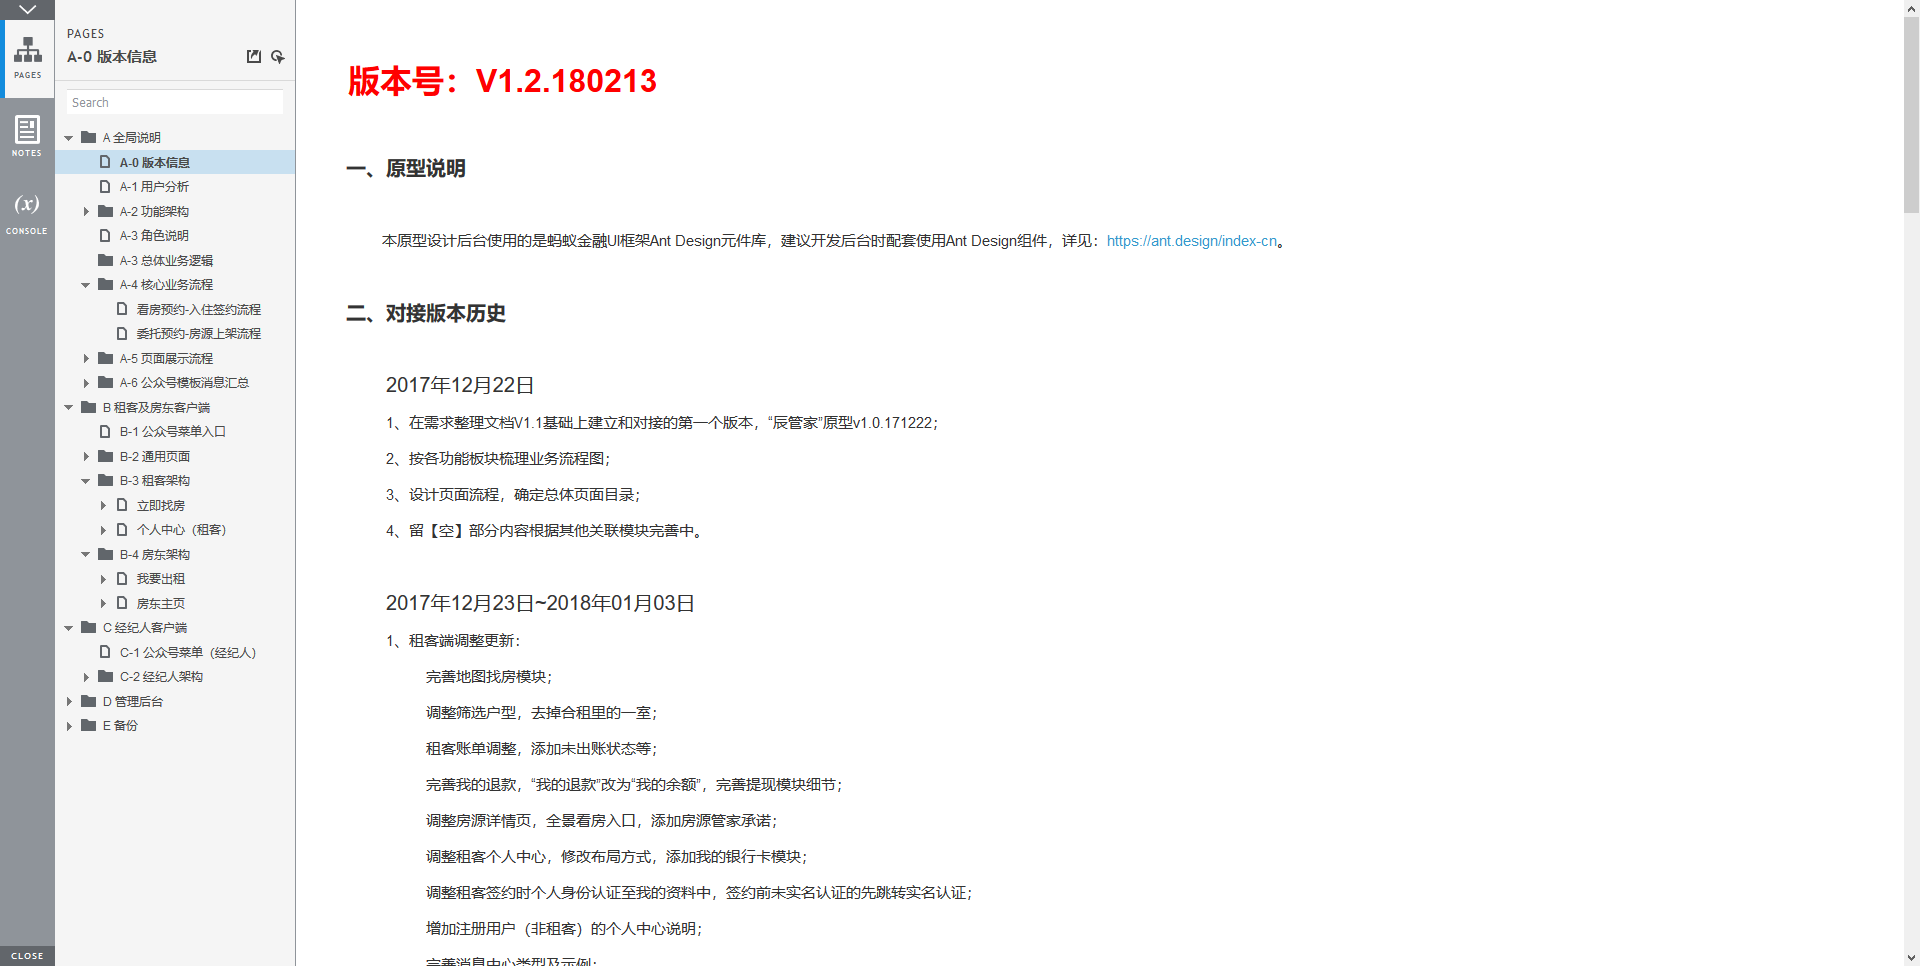 PAGES
NOTES
(x)
CONSOLE
CLOSE
PAGES
A-0 版本信息
Search
A 全局说明
A-0 版本信息
A-1 用户分析
A-2 功能架构
A-3 角色说明
A-3 总体业务逻辑
A-4 核心业务流程
看房预约-入住签约流程
委托预约-房源上架流程
A-5 页面展示流程
A-6 公众号模板消息汇总
B 租客及房东客户端
B-1 公众号菜单入口
B-2 通用页面
B-3 租客架构
立即找房
个人中心（租客）
B-4 房东架构
我要出租
房东主页
C 经纪人客户端
C-1 公众号菜单（经纪人）
C-2 经纪人架构
D 管理后台
E 备份
版本号：V1.2.180213
一、原型说明
本原型设计后台使用的是蚂蚁金融UI框架Ant Design元件库，建议开发后台时配套使用Ant Design组件，详见：https://ant.design/index-cn。
二、对接版本历史
2017年12月22日
1、在需求整理文档V1.1基础上建立和对接的第一个版本，“辰管家”原型v1.0.171222；
2、按各功能板块梳理业务流程图；
3、设计页面流程，确定总体页面目录；
4、留【空】部分内容根据其他关联模块完善中。
2017年12月23日~2018年01月03日
1、租客端调整更新：
完善地图找房模块；
调整筛选户型，去掉合租里的一室；
租客账单调整，添加未出账状态等；
完善我的退款，“我的退款”改为“我的余额”，完善提现模块细节；
调整房源详情页，全景看房入口，添加房源管家承诺；
调整租客个人中心，修改布局方式，添加我的银行卡模块；
调整租客签约时个人身份认证至我的资料中，签约前未实名认证的先跳转实名认证；
增加注册用户（非租客）的个人中心说明；
完善消息中心类型及示例；